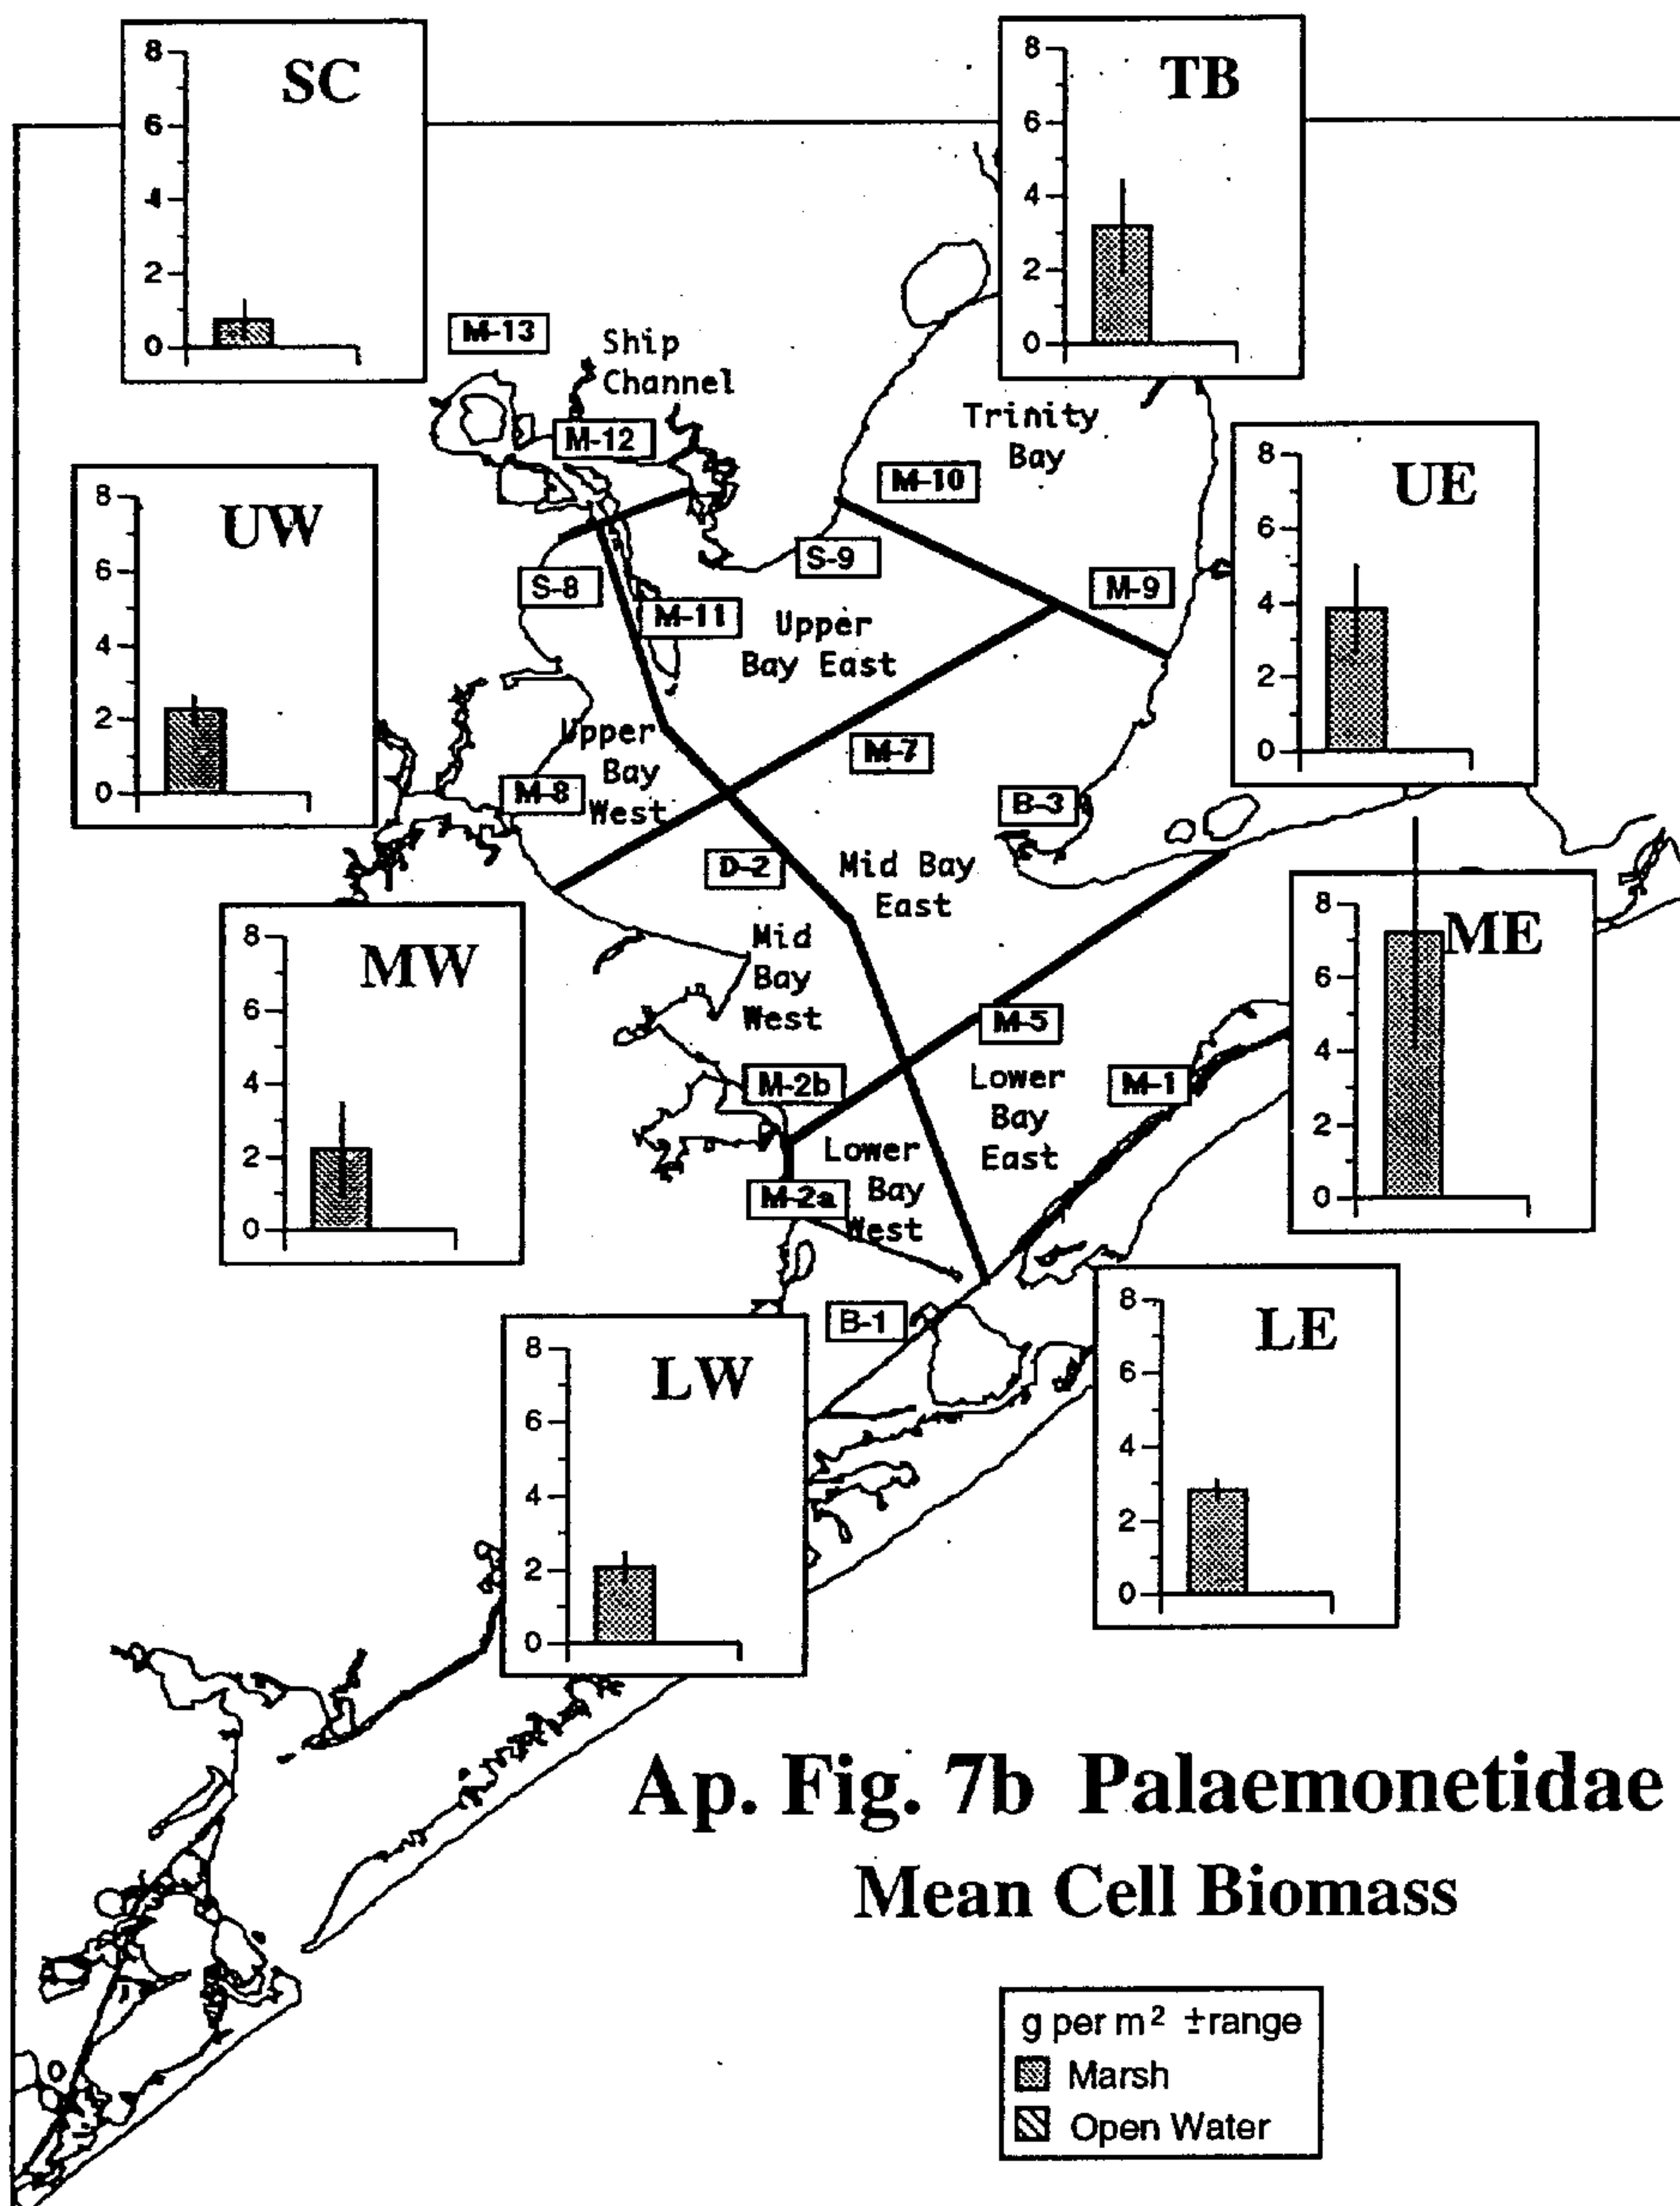 SC
8
6
4
2
0
TB
8
6
4
2
0
M-13
Ship
Channel
M-12
Trinity
Bay
M-10
UE
8
6
4
2
0
UW
8
6
4
2
0
S-9
S-8
M-9
M-11
Upper
Bay East
Upper
Bay
West
M-7
M-8
B-3
D-2
Mid Bay
East
ME
8
6
4
2
0
MW
8
6
4
2
0
Mid
Bay
West
M-5
M-2b
Lower
Bay
East
M-1
Lower
Bay
West
M-2a
B-1
LE
8
6
4
2
0
LW
8
6
4
2
0
Ap. Fig. 7b Palaemonetidae
Mean Cell Biomass
g per m² ±range
Marsh
Open Water